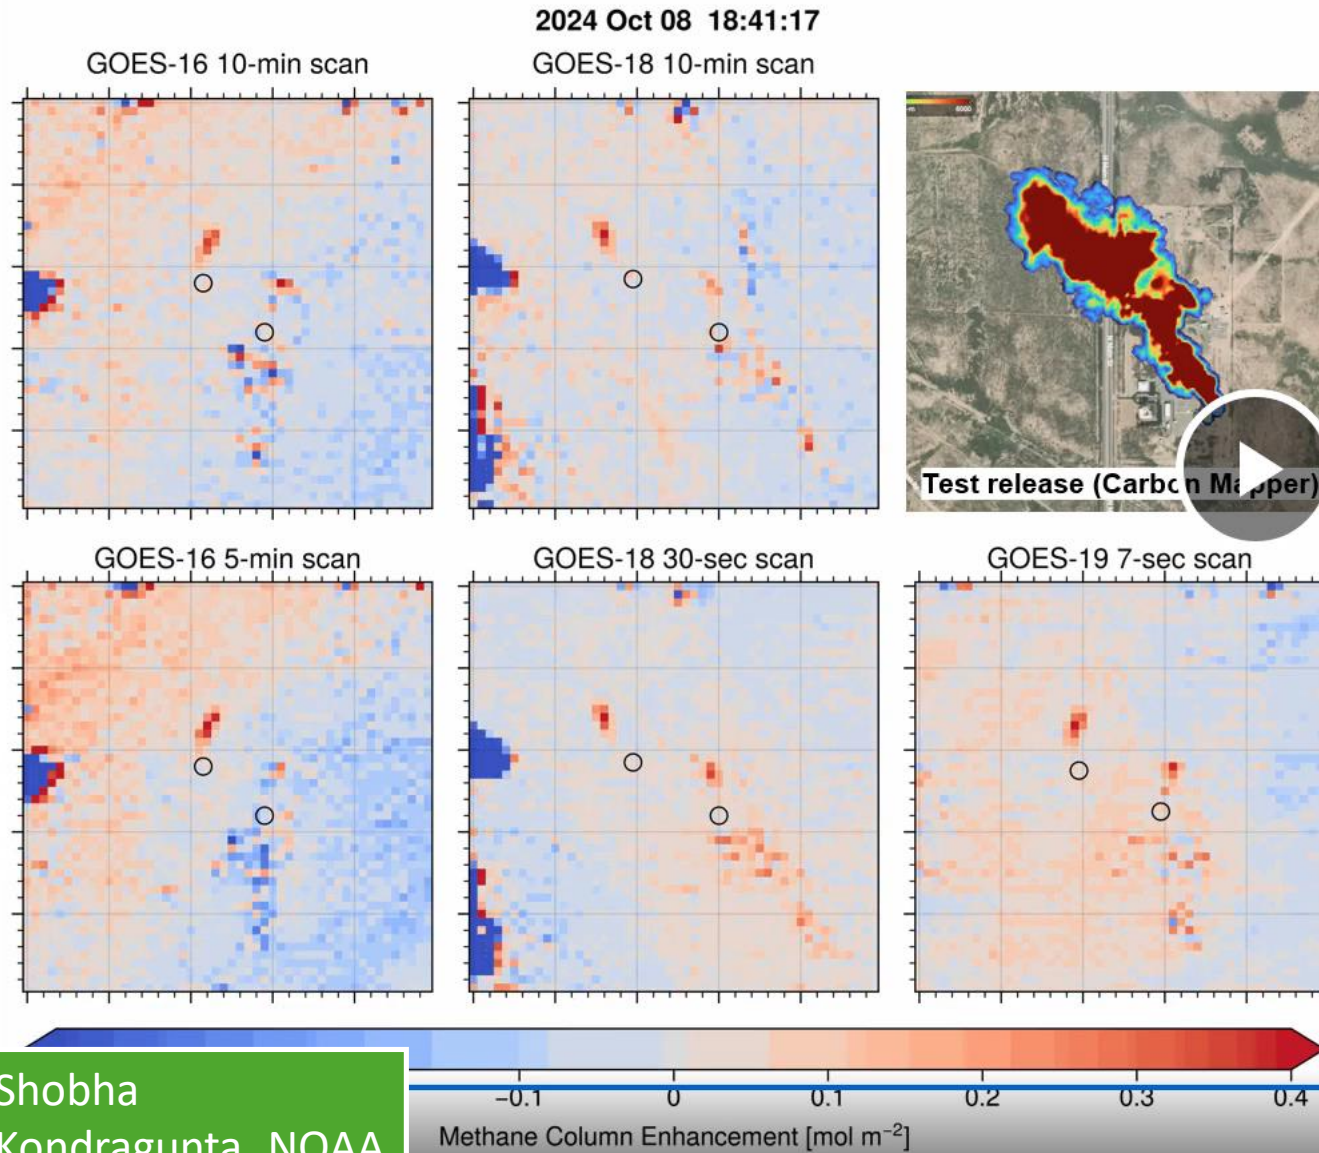 2024 Oct 08 18:41:17
GOES-16 10-min scan
GOES-18 10-min scan
6000
Test release (Carbon Mapper)
GOES-16 5-min scan
GOES-18 30-sec scan
GOES-19 7-sec scan
−0.1 0 0.1 0.2 0.3 0.4
Methane Column Enhancement [mol m⁻²]
Shobha
Kondragunta, NOAA